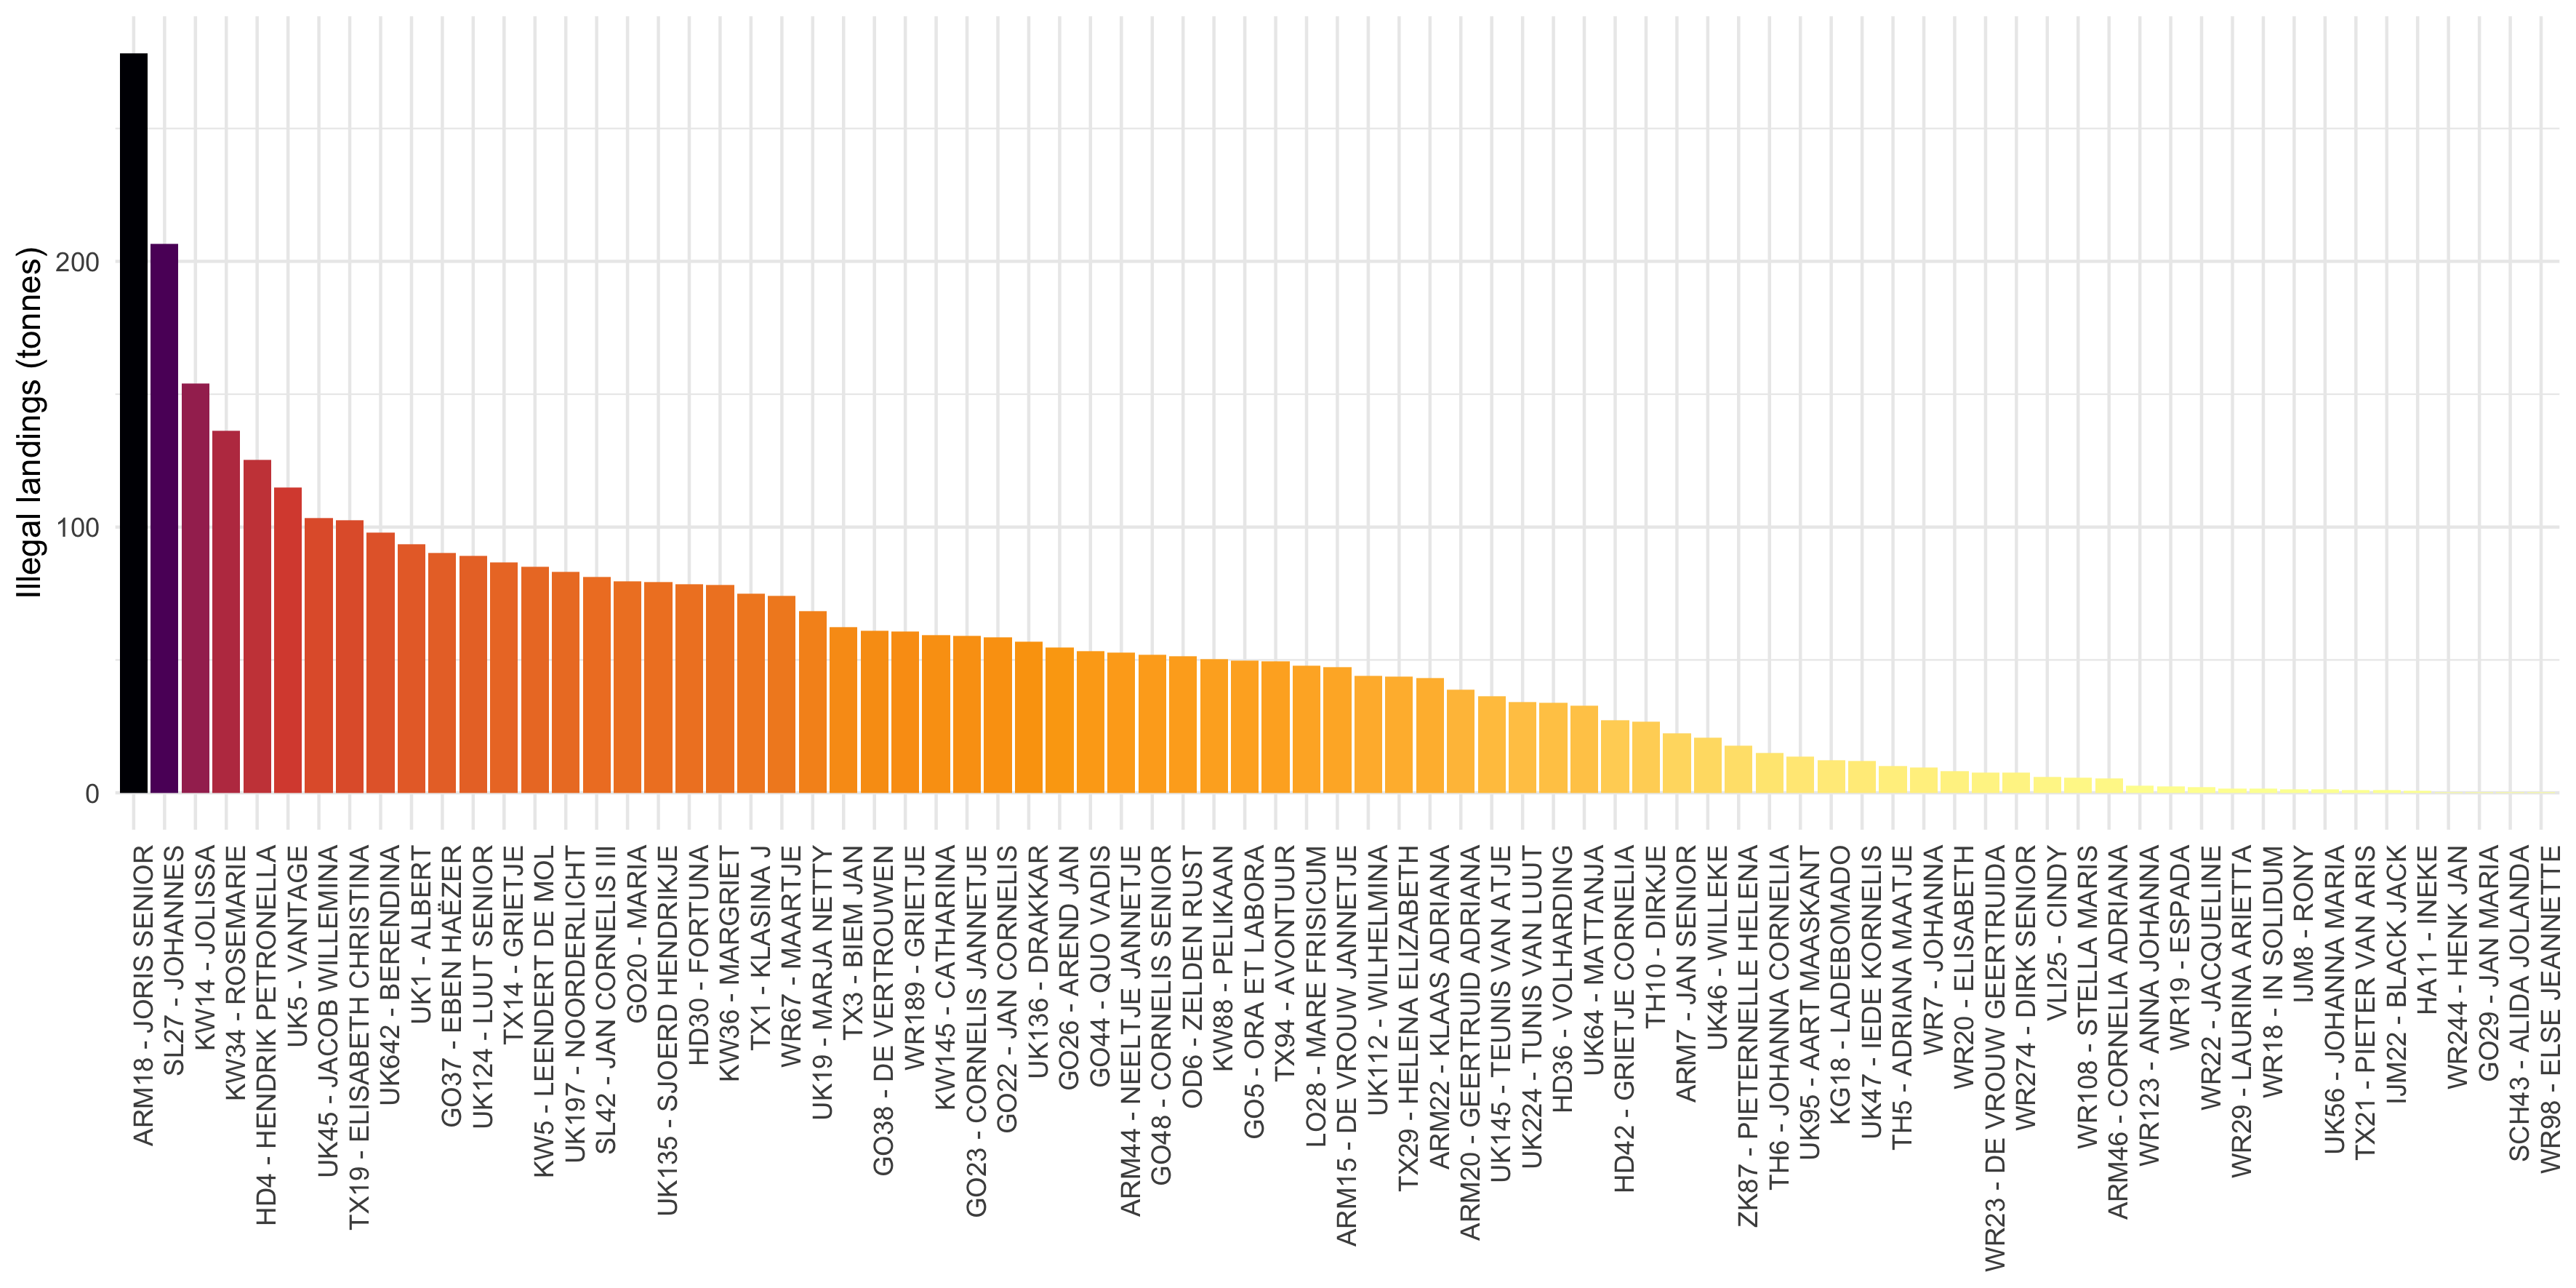 Illegal landings (tonnes)
200
100
0
ARM18 - JORIS SENIOR
SL27 - JOHANNES
KW14 - JOLISSA
KW34 - ROSEMARIE
HD4 - HENDRIK PETRONELLA
UK5 - VANTAGE
UK45 - JACOB WILLEMINA
TX19 - ELISABETH CHRISTINA
UK642 - BERENDINA
UK1 - ALBERT
GO37 - EBEN HAËZER
UK124 - LUUT SENIOR
TX14 - GRIETJE
KW5 - LEENDERT DE MOL
UK197 - NOORDERLICHT
SL42 - JAN CORNELIS III
GO20 - MARIA
UK135 - SJOERD HENDRIKJE
HD30 - FORTUNA
KW36 - MARGRIET
TX1 - KLASINA J
WR67 - MAARTJE
UK19 - MARJA NETTY
TX3 - BIEM JAN
GO38 - DE VERTROUWEN
WR189 - GRIETJE
KW145 - CATHARINA
GO23 - CORNELIS JANNETJE
GO22 - JAN CORNELIS
UK136 - DRAKKAR
GO26 - AREND JAN
GO44 - QUO VADIS
ARM44 - NEELTJE JANNETJE
GO48 - CORNELIS SENIOR
OD6 - ZELDEN RUST
KW88 - PELIKAAN
GO5 - ORA ET LABORA
TX94 - AVONTUUR
LO28 - MARE FRISICUM
ARM15 - DE VROUW JANNETJE
UK112 - WILHELMINA
TX29 - HELENA ELIZABETH
ARM22 - KLAAS ADRIANA
ARM20 - GEERTRUID ADRIANA
UK145 - TEUNIS VAN ATJE
UK224 - TUNIS VAN LUUT
HD36 - VOLHARDING
UK64 - MATTANJA
HD42 - GRIETJE CORNELIA
TH10 - DIRKJE
ARM7 - JAN SENIOR
UK46 - WILLEKE
ZK87 - PIETERNELLE HELENA
TH6 - JOHANNA CORNELIA
UK95 - AART MAASKANT
KG18 - LADEBOMADO
UK47 - IEDE KORNELIS
TH5 - ADRIANA MAATJE
WR7 - JOHANNA
WR20 - ELISABETH
WR23 - DE VROUW GEERTRUIDA
WR274 - DIRK SENIOR
VLI25 - CINDY
WR108 - STELLA MARIS
ARM46 - CORNELIA ADRIANA
WR123 - ANNA JOHANNA
WR19 - ESPADA
WR22 - JACQUELINE
WR29 - LAURINA ARIETTA
WR18 - IN SOLIDUM
IJM8 - RONY
UK56 - JOHANNA MARIA
TX21 - PIETER VAN ARIS
IJM22 - BLACK JACK
HA11 - INEKE
WR244 - HENK JAN
GO29 - JAN MARIA
SCH43 - ALIDA JOLANDA
WR98 - ELSE JEANNETTE